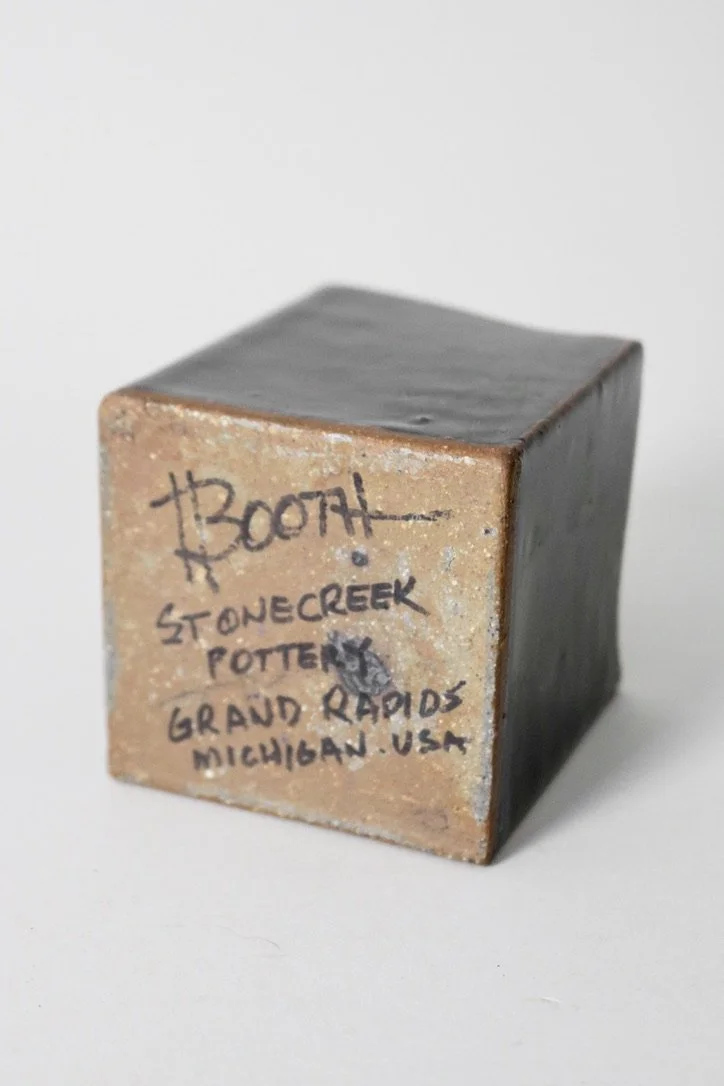 BOOTH
STONECREEK
POTTERY
GRAND RAPIDS
MICHIGAN.USA